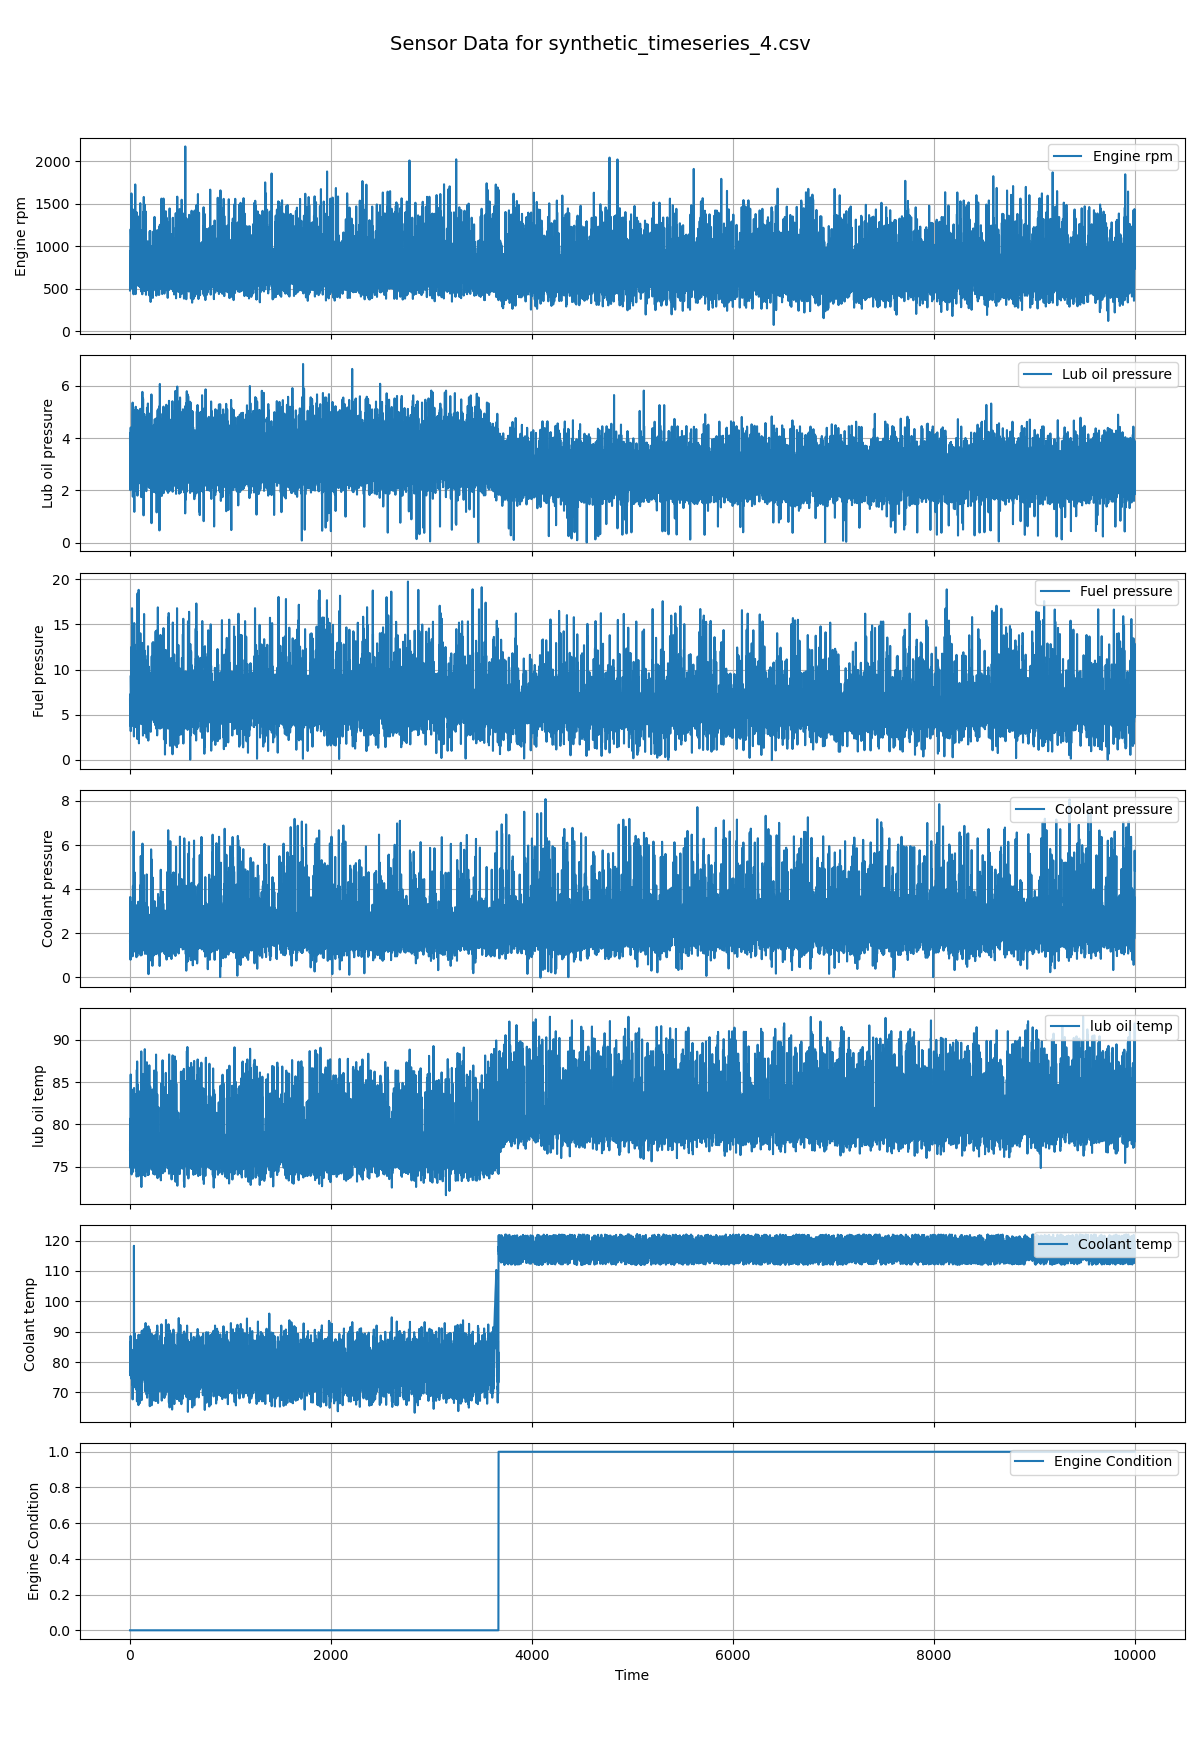 Sensor Data for synthetic_timeseries_4.csv
Engine rpm
2000
1500
1000
500
0
Engine rpm
Lub oil pressure
6
4
2
0
Lub oil pressure
Fuel pressure
20
15
10
5
0
Fuel pressure
Coolant pressure
8
6
4
2
0
Coolant pressure
lub oil temp
90
85
80
75
lub oil temp
Coolant temp
120
110
100
90
80
70
Coolant temp
Engine Condition
1.0
0.8
0.6
0.4
0.2
0.0
Engine Condition
0 2000 4000 6000 8000 10000
Time